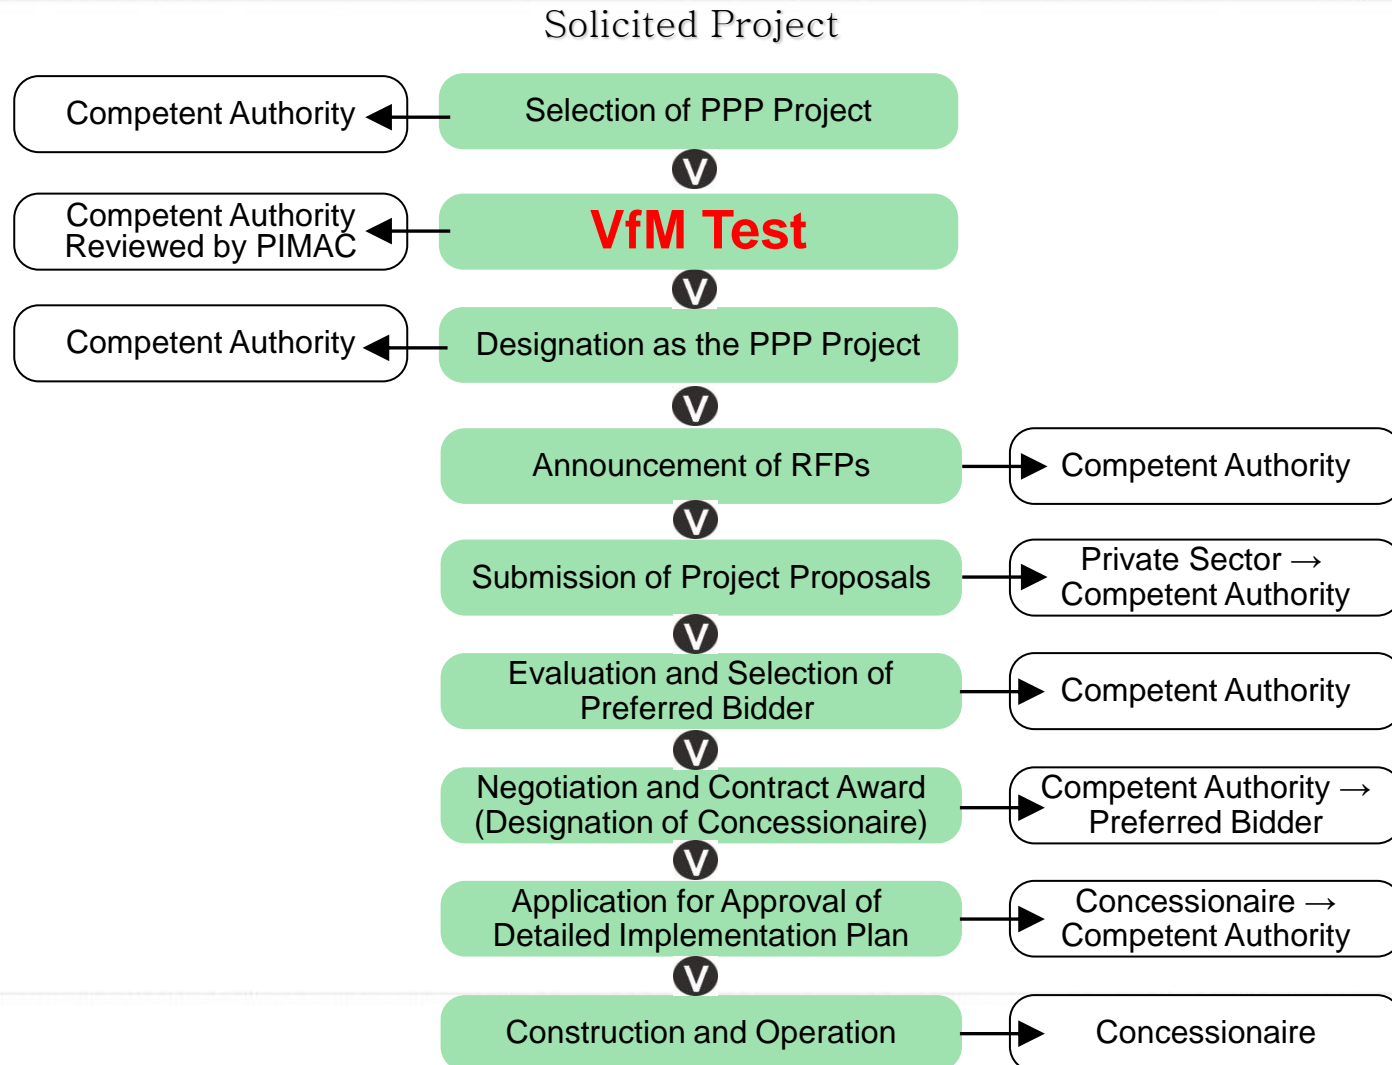 Solicited Project
Competent Authority
Selection of PPP Project
V
Competent Authority
Reviewed by PIMAC
VfM Test
V
Competent Authority
Designation as the PPP Project
V
Announcement of RFPs
Competent Authority
V
Submission of Project Proposals
Private Sector →
Competent Authority
V
Evaluation and Selection of
Preferred Bidder
Competent Authority
V
Negotiation and Contract Award
(Designation of Concessionaire)
Competent Authority →
Preferred Bidder
V
Application for Approval of
Detailed Implementation Plan
Concessionaire →
Competent Authority
V
Construction and Operation
Concessionaire